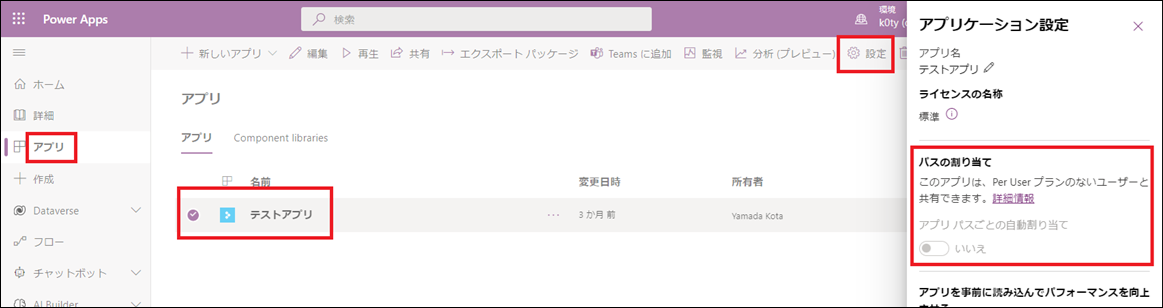 Power Apps
検索
環境
k0ty (
新しいアプリ 編集 再生 共有 エクスポート パッケージ Teams に追加 監視 分析 (プレビュー) 設定
ホーム
詳細
アプリ
作成
Dataverse
フロー
チャットボット
AI Builder
アプリ
アプリ Component libraries
名前 変更日時 所有者
テストアプリ ... 3 か月 前 Yamada Kota
アプリケーション設定
アプリ名
テストアプリ
ライセンスの名称
標準
パスの割り当て
このアプリは、Per User プランのないユーザーと
共有できます。詳細情報
アプリ パスごとの自動割り当て
いいえ
アプリを事前に読み込んでパフォーマンスを向上